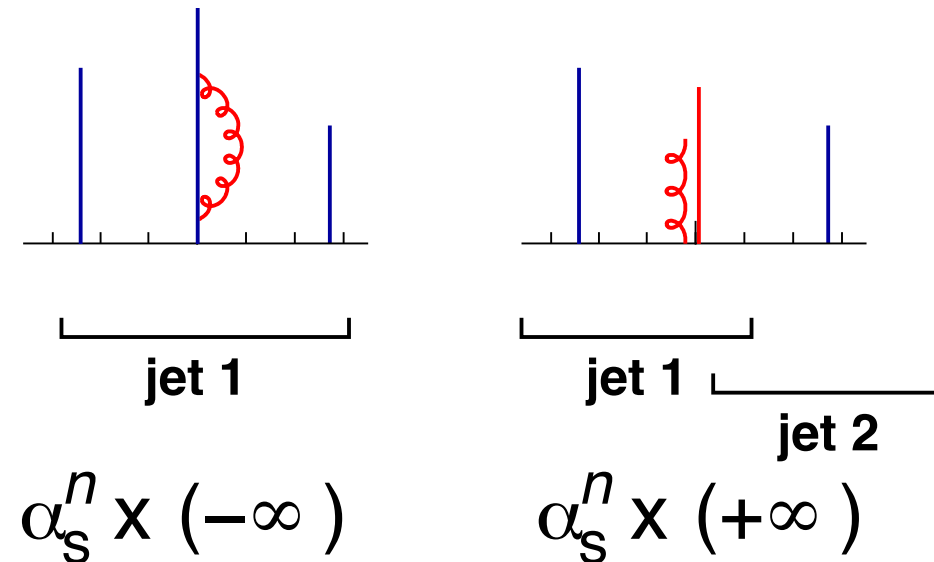 jet 1
jet 1
jet 2
αₛⁿ x (−∞)
αₛⁿ x (+∞)